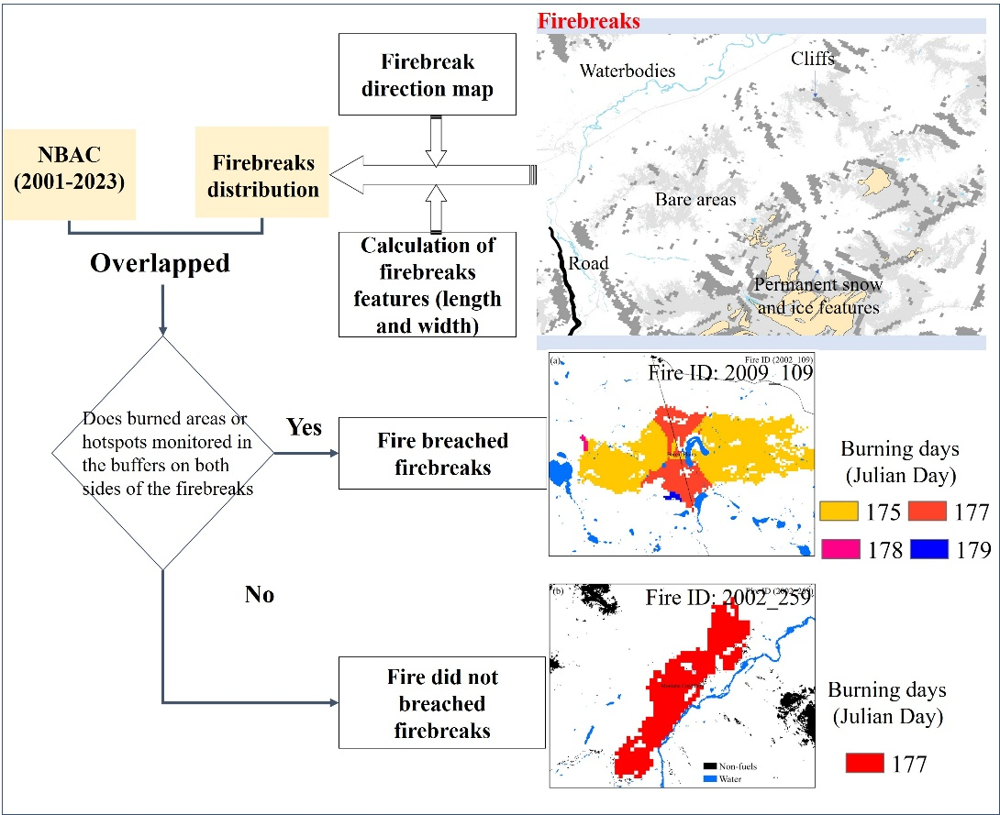 Firebreaks
Firebreak
direction map
Waterbodies
Cliffs
NBAC
(2001-2023)
Firebreaks
distribution
Bare areas
Overlapped
Calculation of
firebreaks
features (length
and width)
Road
Permanent snow
and ice features
(a)
Fire ID (2002_109)
Fire ID: 2009_109
Does burned areas or
hotspots monitored in
the buffers on both
sides of the firebreaks
Yes
Fire breached
firebreaks
Burning days
(Julian Day)
175
177
178
179
No
(b)
Fire ID: 2002_259
Fire did not
breached
firebreaks
Burning days
(Julian Day)
177
Non-fuels
Water